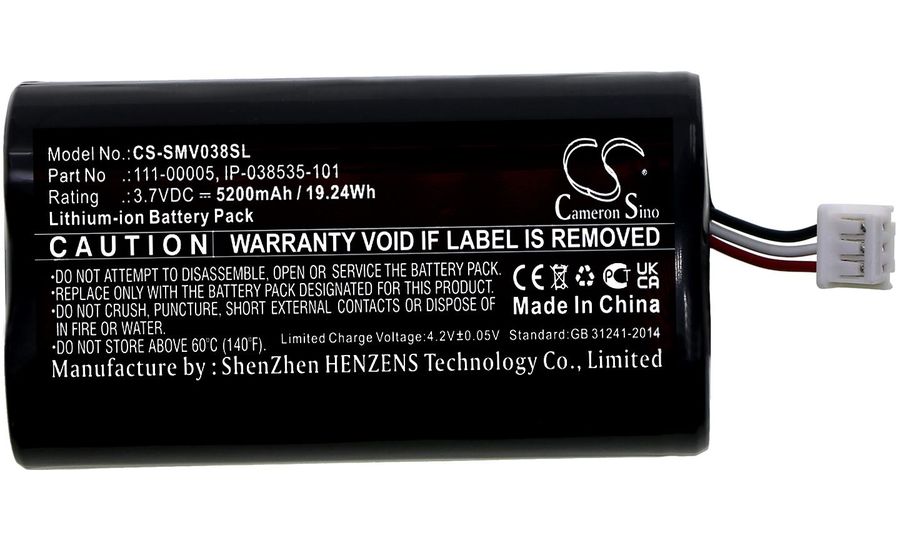 Model No.:CS-SMV038SL
Part No .:111-00005, IP-038535-101
Rating .:3.7VDC ⎓ 5200mAh / 19.24Wh
Lithium-ion Battery Pack
CS
Cameron Sino
CAUTION WARRANTY VOID IF LABEL IS REMOVED
•DO NOT ATTEMPT TO DISASSEMBLE, OPEN OR SERVICE THE BATTERY PACK.
•REPLACE ONLY WITH THE BATTERY PACK DESIGNATED FOR THIS PRODUCT.
•DO NOT CRUSH, PUNCTURE, SHORT EXTERNAL CONTACTS OR DISPOSE OF
IN FIRE OR WATER.
•DO NOT STORE ABOVE 60°C (140°F).
CE PCT UK CA
Made In China
Limited Charge Voltage:4.2V±0.05V Standard:GB 31241-2014
Manufacture by : ShenZhen HENZENS Technology Co., Limited